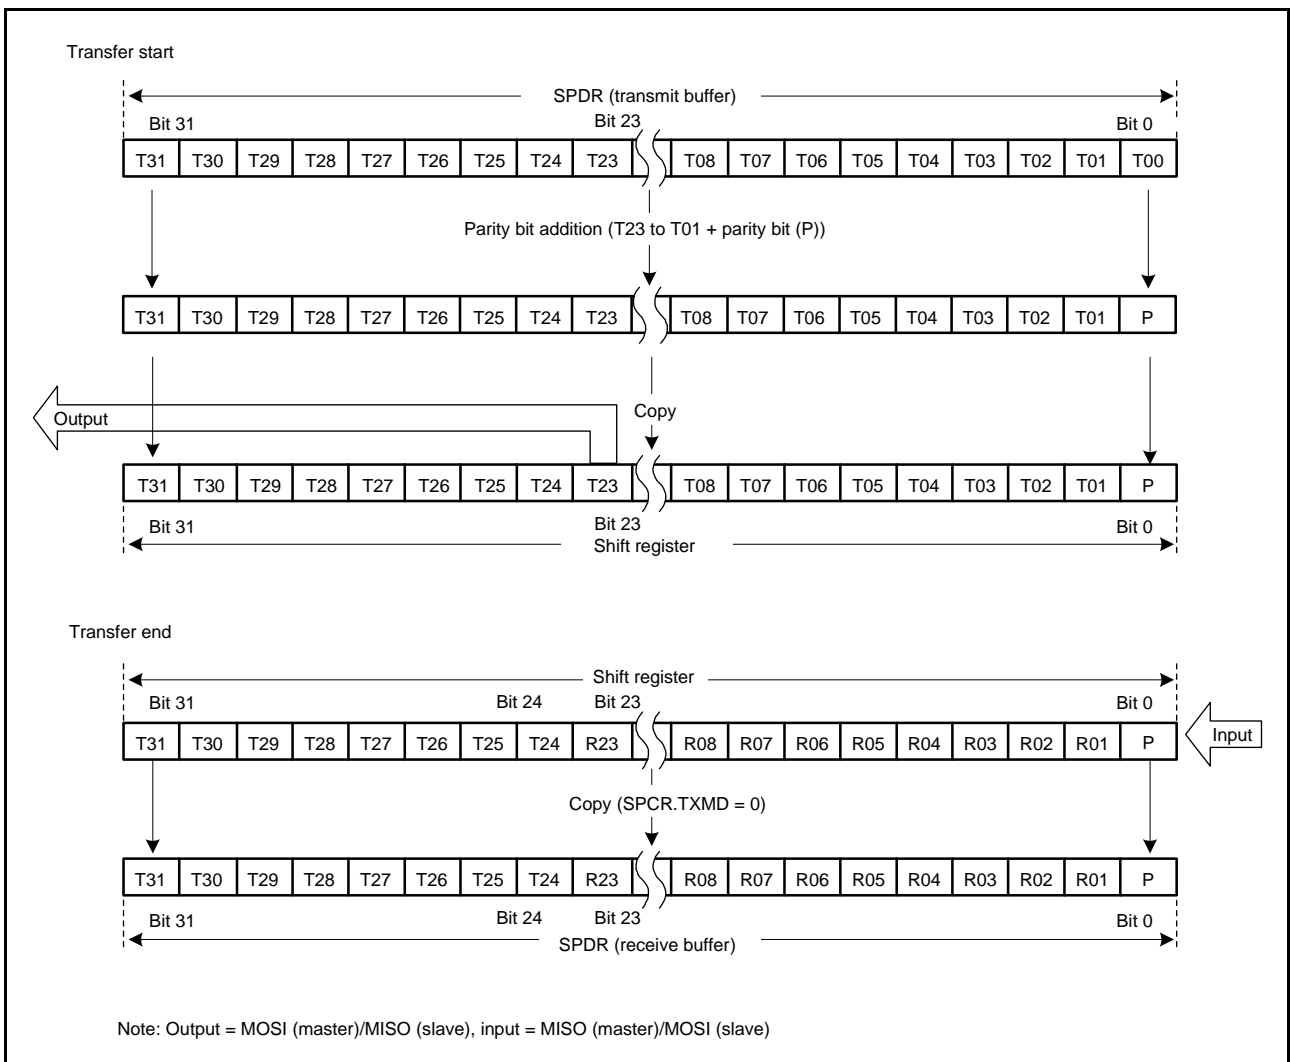 Transfer start
SPDR (transmit buffer)
Bit 31 Bit 23 Bit 0
T31 T30 T29 T28 T27 T26 T25 T24 T23 T08 T07 T06 T05 T04 T03 T02 T01 T00
Parity bit addition (T23 to T01 + parity bit (P))
T31 T30 T29 T28 T27 T26 T25 T24 T23 T08 T07 T06 T05 T04 T03 T02 T01 P
Output Copy
T31 T30 T29 T28 T27 T26 T25 T24 T23 T08 T07 T06 T05 T04 T03 T02 T01 P
Bit 31 Bit 23 Bit 0
Shift register
Transfer end
Shift register
Bit 31 Bit 24 Bit 23 Bit 0
T31 T30 T29 T28 T27 T26 T25 T24 R23 R08 R07 R06 R05 R04 R03 R02 R01 P Input
Copy (SPCR.TXMD = 0)
T31 T30 T29 T28 T27 T26 T25 T24 R23 R08 R07 R06 R05 R04 R03 R02 R01 P
Bit 31 Bit 24 Bit 23 Bit 0
SPDR (receive buffer)
Note: Output = MOSI (master)/MISO (slave), input = MISO (master)/MOSI (slave)